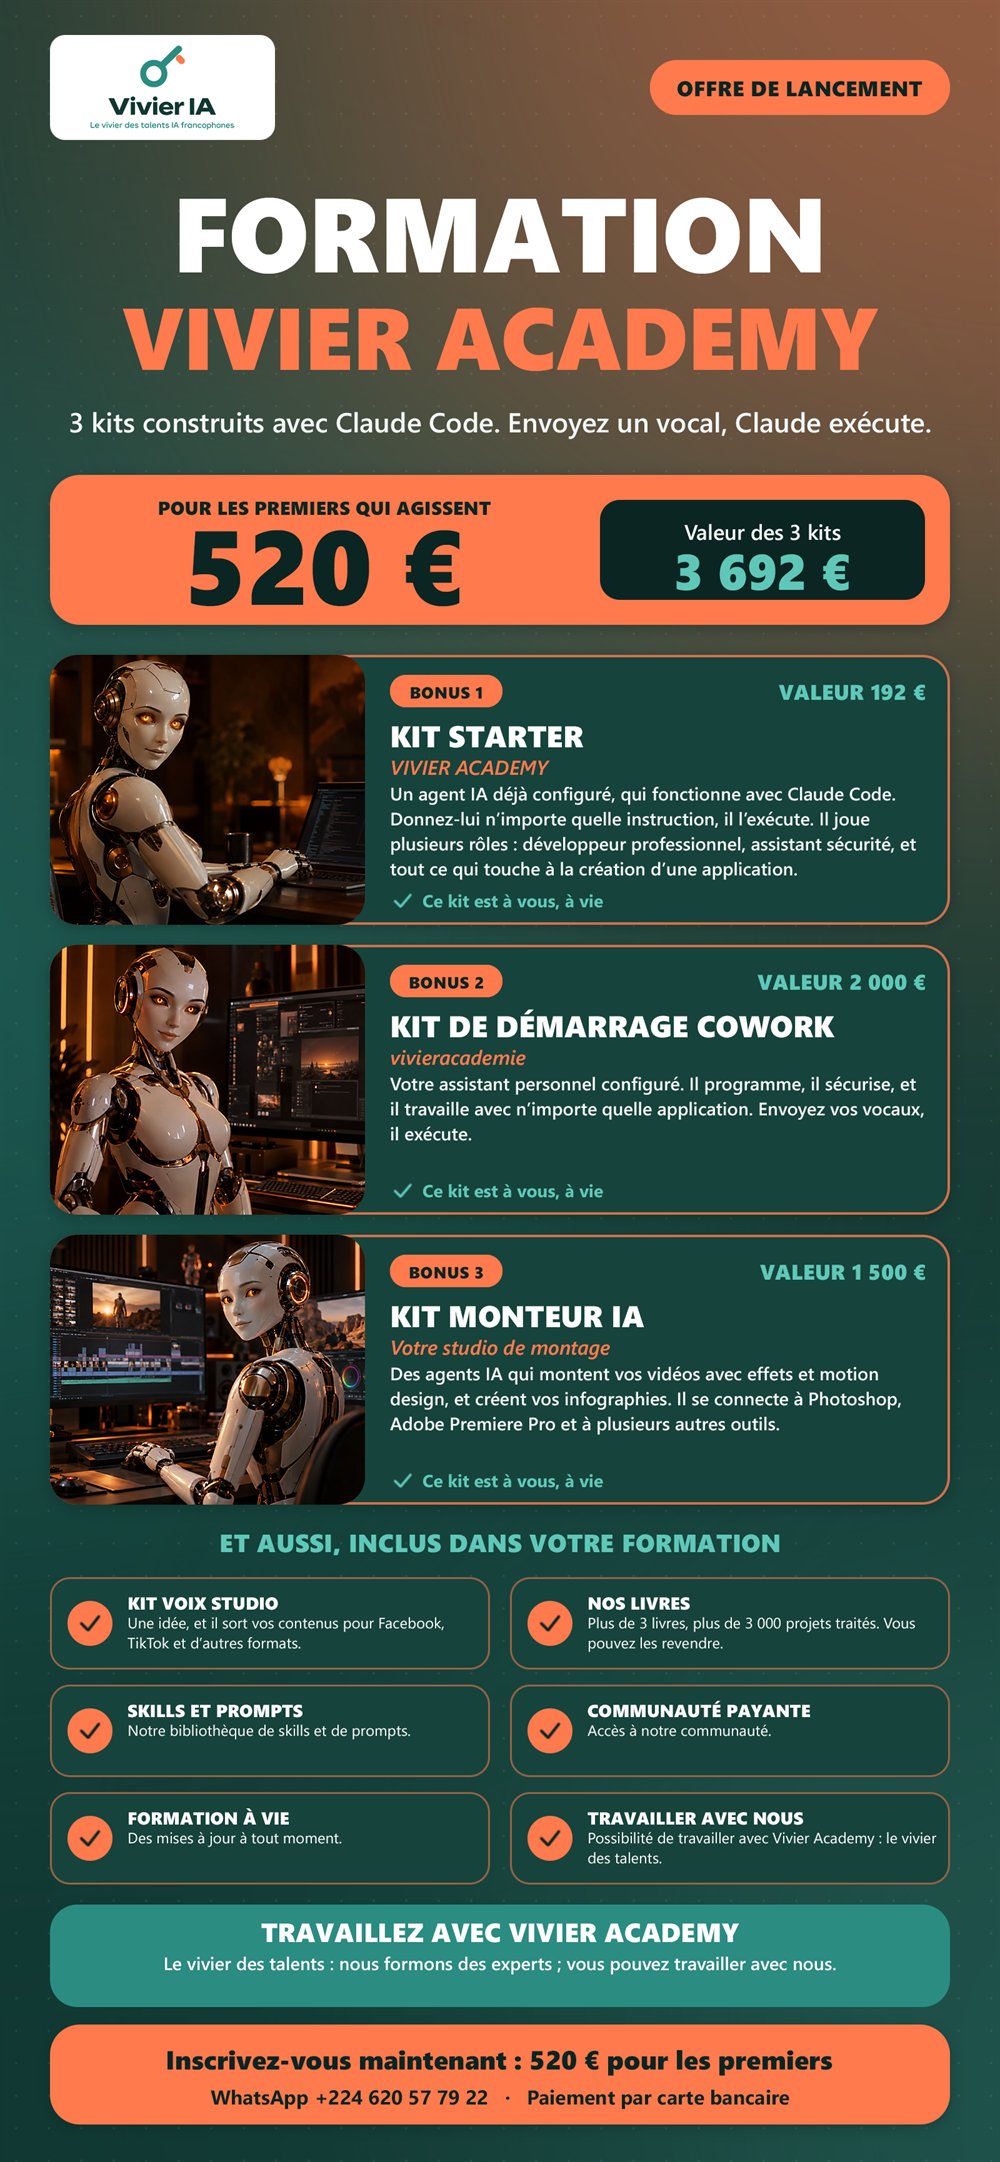 Vivier IA
Le vivier des talents IA francophones
OFFRE DE LANCEMENT
FORMATION
VIVIER ACADEMY
3 kits construits avec Claude Code. Envoyez un vocal, Claude exécute.
POUR LES PREMIERS QUI AGISSENT
520 €
Valeur des 3 kits
3 692 €
BONUS 1
VALEUR 192 €
KIT STARTER
VIVIER ACADEMY
Un agent IA déjà configuré, qui fonctionne avec Claude Code.
Donnez-lui n'importe quelle instruction, il l'exécute. Il joue
plusieurs rôles : développeur professionnel, assistant sécurité, et
tout ce qui touche à la création d'une application.
Ce kit est à vous, à vie
BONUS 2
VALEUR 2 000 €
KIT DE DÉMARRAGE COWORK
vivieracademie
Votre assistant personnel configuré. Il programme, il sécurise, et
il travaille avec n'importe quelle application. Envoyez vos vocaux,
il exécute.
Ce kit est à vous, à vie
BONUS 3
VALEUR 1 500 €
KIT MONTEUR IA
Votre studio de montage
Des agents IA qui montent vos vidéos avec effets et motion
design, et créent vos infographies. Il se connecte à Photoshop,
Adobe Premiere Pro et à plusieurs autres outils.
Ce kit est à vous, à vie
ET AUSSI, INCLUS DANS VOTRE FORMATION
KIT VOIX STUDIO
Une idée, et il sort vos contenus pour Facebook,
TikTok et d'autres formats.
NOS LIVRES
Plus de 3 livres, plus de 3 000 projets traités. Vous
pouvez les revendre.
SKILLS ET PROMPTS
Notre bibliothèque de skills et de prompts.
COMMUNAUTÉ PAYANTE
Accès à notre communauté.
FORMATION À VIE
Des mises à jour à tout moment.
TRAVAILLER AVEC NOUS
Possibilité de travailler avec Vivier Academy : le vivier
des talents.
TRAVAILLEZ AVEC VIVIER ACADEMY
Le vivier des talents : nous formons des experts ; vous pouvez travailler avec nous.
Inscrivez-vous maintenant : 520 € pour les premiers
WhatsApp +224 620 57 79 22 · Paiement par carte bancaire